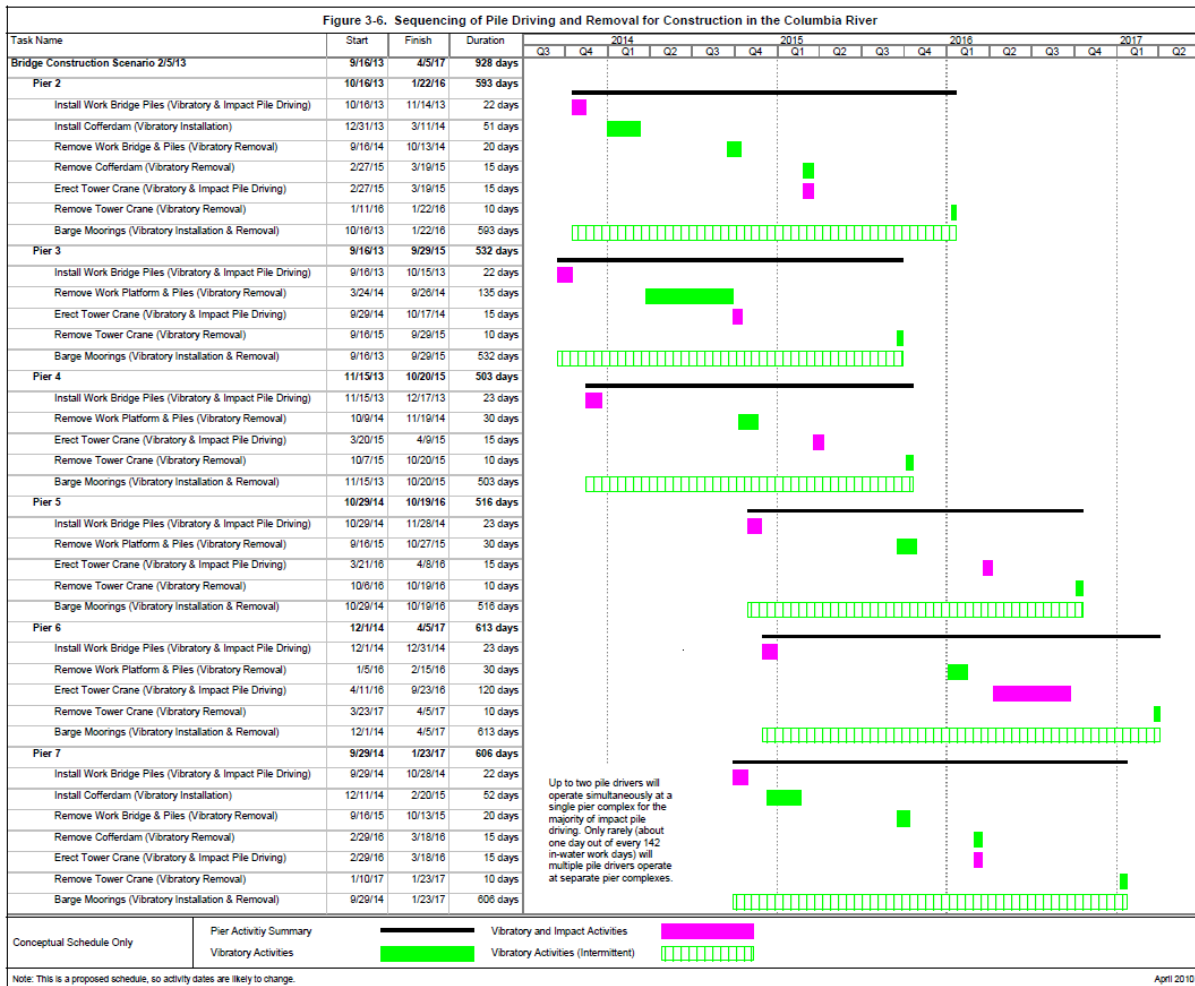 Figure 3-6. Sequencing of Pile Driving and Removal for Construction in the Columbia River
Task Name Start Finish Duration 2014 2015 2016 2017
Q3 Q4 Q1 Q2 Q3 Q4 Q1 Q2 Q3 Q4 Q1 Q2 Q3 Q4 Q1 Q2
Bridge Construction Scenario 2/5/13 9/16/13 4/5/17 928 days
Pier 2 10/16/13 1/22/16 593 days
Install Work Bridge Piles (Vibratory & Impact Pile Driving) 10/16/13 11/14/13 22 days
Install Cofferdam (Vibratory Installation) 12/31/13 3/11/14 51 days
Remove Work Bridge & Piles (Vibratory Removal) 9/16/14 10/13/14 20 days
Remove Cofferdam (Vibratory Removal) 2/27/15 3/19/15 15 days
Erect Tower Crane (Vibratory & Impact Pile Driving) 2/27/15 3/19/15 15 days
Remove Tower Crane (Vibratory Removal) 1/11/16 1/22/16 10 days
Barge Moorings (Vibratory Installation & Removal) 10/16/13 1/22/16 593 days
Pier 3 9/16/13 9/29/15 532 days
Install Work Bridge Piles (Vibratory & Impact Pile Driving) 9/16/13 10/15/13 22 days
Remove Work Platform & Piles (Vibratory Removal) 3/24/14 9/26/14 135 days
Erect Tower Crane (Vibratory & Impact Pile Driving) 9/29/14 10/17/14 15 days
Remove Tower Crane (Vibratory Removal) 9/16/15 9/29/15 10 days
Barge Moorings (Vibratory Installation & Removal) 9/16/13 9/29/15 532 days
Pier 4 11/15/13 10/20/15 503 days
Install Work Bridge Piles (Vibratory & Impact Pile Driving) 11/15/13 12/17/13 23 days
Remove Work Platform & Piles (Vibratory Removal) 10/9/14 11/19/14 30 days
Erect Tower Crane (Vibratory & Impact Pile Driving) 3/20/15 4/9/15 15 days
Remove Tower Crane (Vibratory Removal) 10/7/15 10/20/15 10 days
Barge Moorings (Vibratory Installation & Removal) 11/15/13 10/20/15 503 days
Pier 5 10/29/14 10/19/16 516 days
Install Work Bridge Piles (Vibratory & Impact Pile Driving) 10/29/14 11/28/14 23 days
Remove Work Platform & Piles (Vibratory Removal) 9/16/15 10/27/15 30 days
Erect Tower Crane (Vibratory & Impact Pile Driving) 3/21/16 4/8/16 15 days
Remove Tower Crane (Vibratory Removal) 10/6/16 10/19/16 10 days
Barge Moorings (Vibratory Installation & Removal) 10/29/14 10/19/16 516 days
Pier 6 12/1/14 4/5/17 613 days
Install Work Bridge Piles (Vibratory & Impact Pile Driving) 12/1/14 12/31/14 23 days
Remove Work Platform & Piles (Vibratory Removal) 1/5/16 2/15/16 30 days
Erect Tower Crane (Vibratory & Impact Pile Driving) 4/11/16 9/23/16 120 days
Remove Tower Crane (Vibratory Removal) 3/23/17 4/5/17 10 days
Barge Moorings (Vibratory Installation & Removal) 12/1/14 4/5/17 613 days
Pier 7 9/29/14 1/23/17 606 days
Install Work Bridge Piles (Vibratory & Impact Pile Driving) 9/29/14 10/28/14 22 days
Install Cofferdam (Vibratory Installation) 12/11/14 2/20/15 52 days
Remove Work Bridge & Piles (Vibratory Removal) 9/16/15 10/13/15 20 days
Remove Cofferdam (Vibratory Removal) 2/29/16 3/18/16 15 days
Erect Tower Crane (Vibratory & Impact Pile Driving) 2/29/16 3/18/16 15 days
Remove Tower Crane (Vibratory Removal) 1/10/17 1/23/17 10 days
Barge Moorings (Vibratory Installation & Removal) 9/29/14 1/23/17 606 days
Up to two pile drivers will
operate simultaneously at a
single pier complex for the
majority of impact pile
driving. Only rarely (about
one day out of every 142
in-water work days) will
multiple pile drivers operate
at separate pier complexes.
Conceptual Schedule Only
Pier Activitiy Summary Vibratory and Impact Activities
Vibratory Activities Vibratory Activities (Intermittent)
Note: This is a proposed schedule, so activity dates are likely to change. April 2010